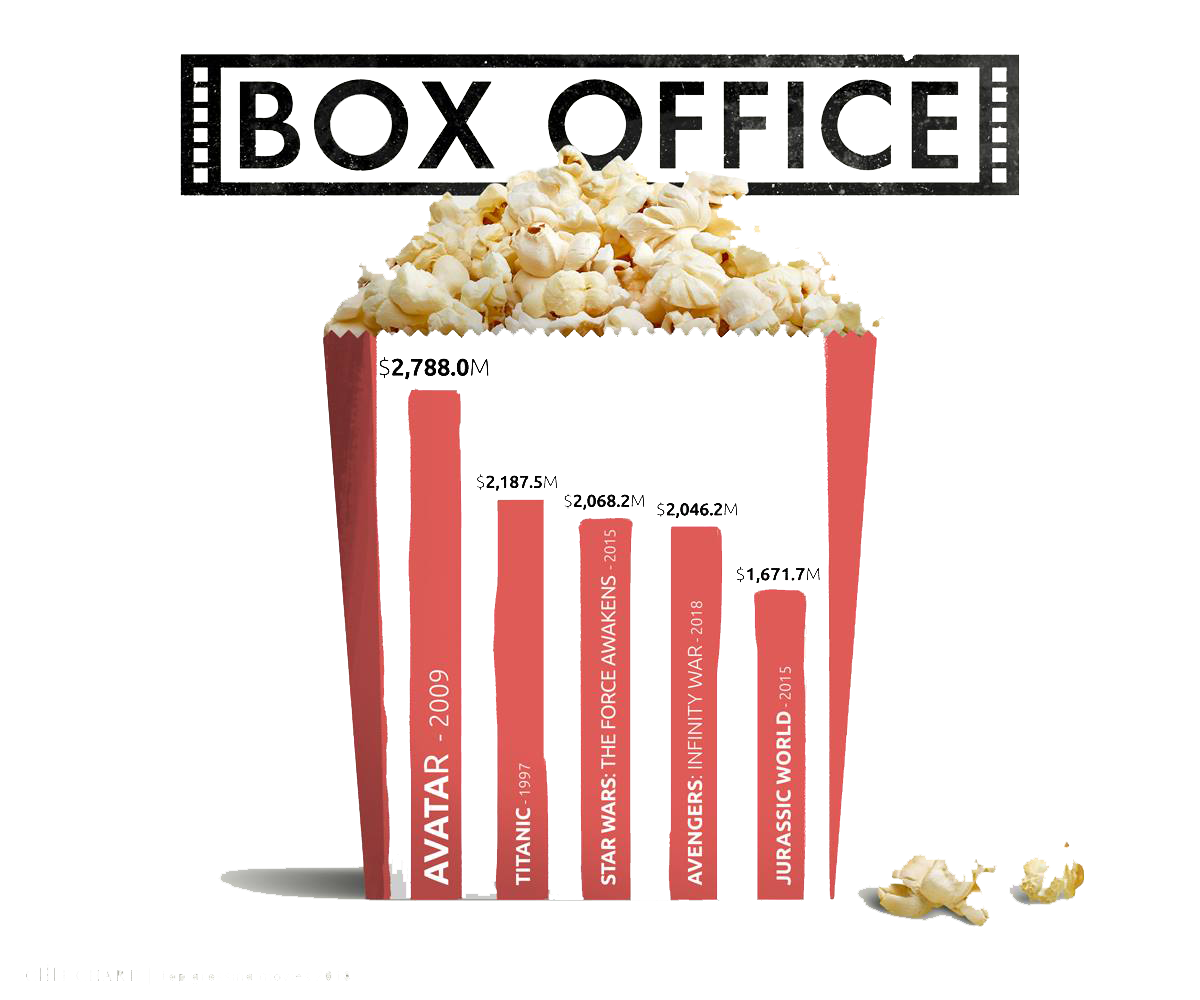 BOX OFFICE
$2,788.0M
$2,187.5M
$2,068.2M
$2,046.2M
$1,671.7M
AVATAR - 2009
TITANIC - 1997
STAR WARS: THE FORCE AWAKENS - 2015
AVENGERS: INFINITY WAR - 2018
JURASSIC WORLD - 2015